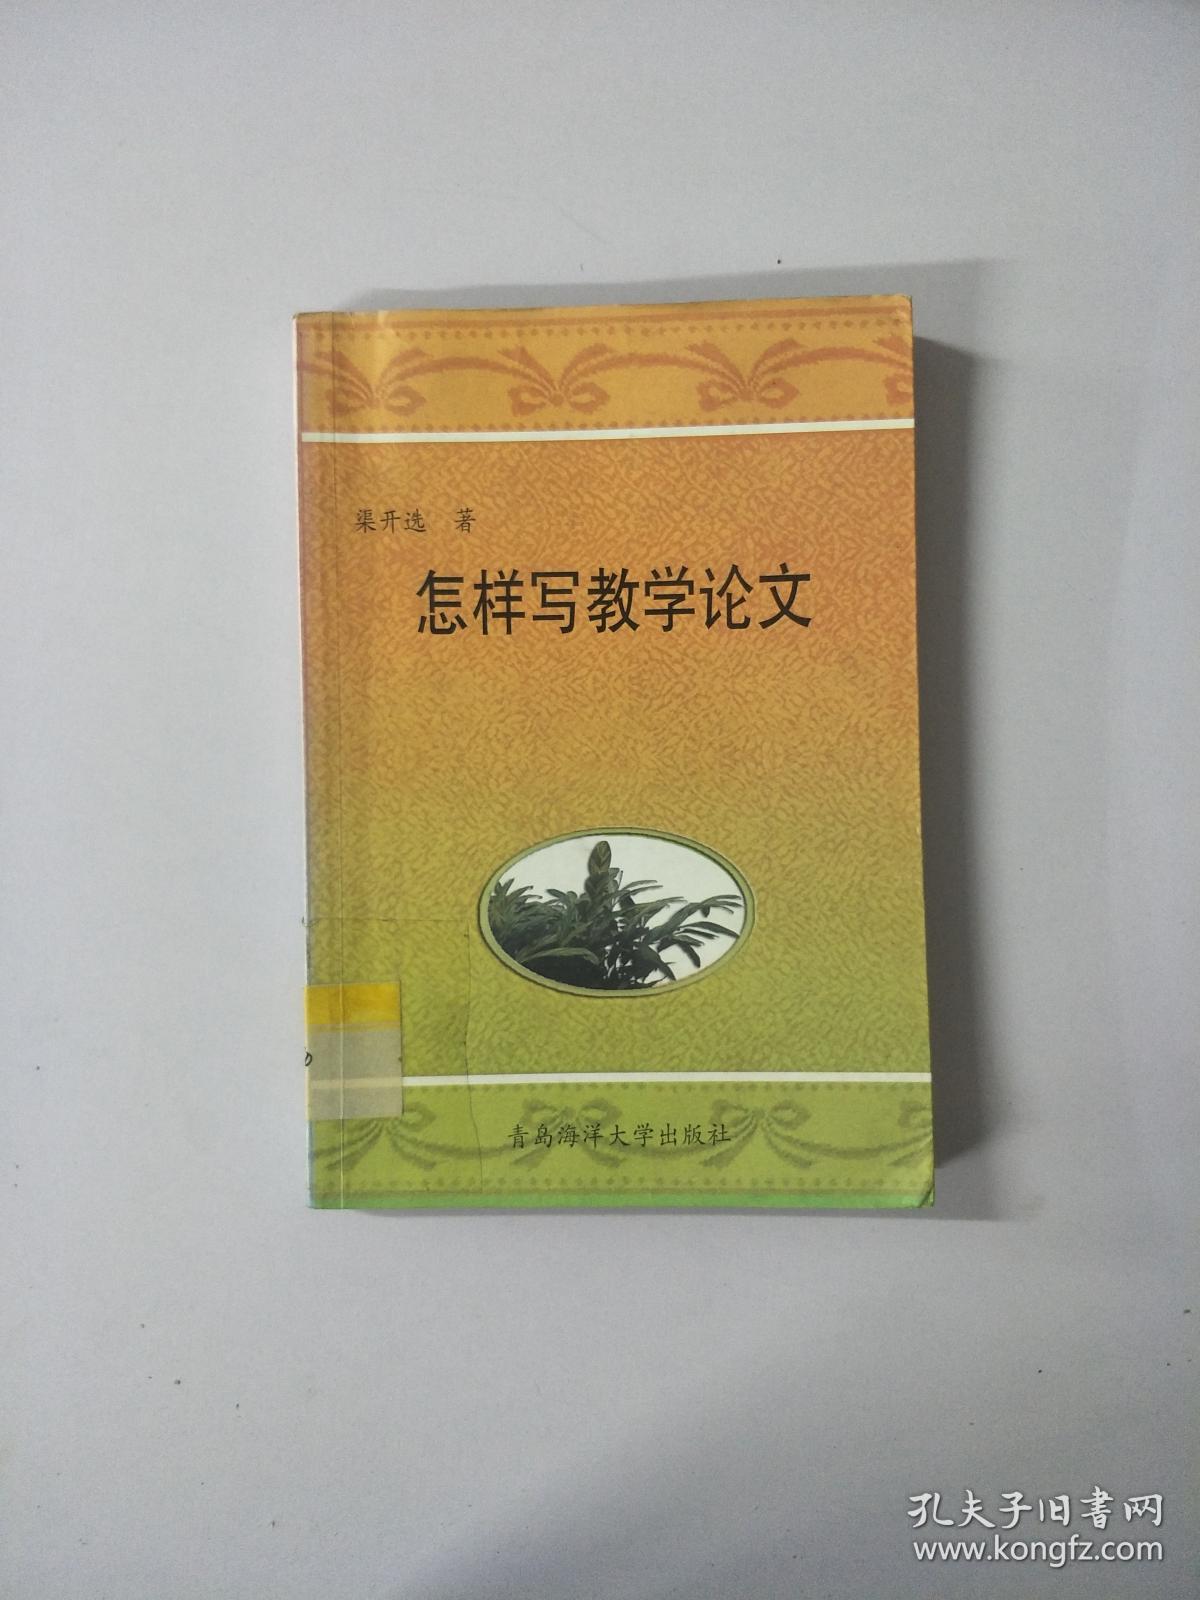 渠开选 著
怎样写教学论文
青岛海洋大学出版社
孔夫子旧书网
www.kongfz.com